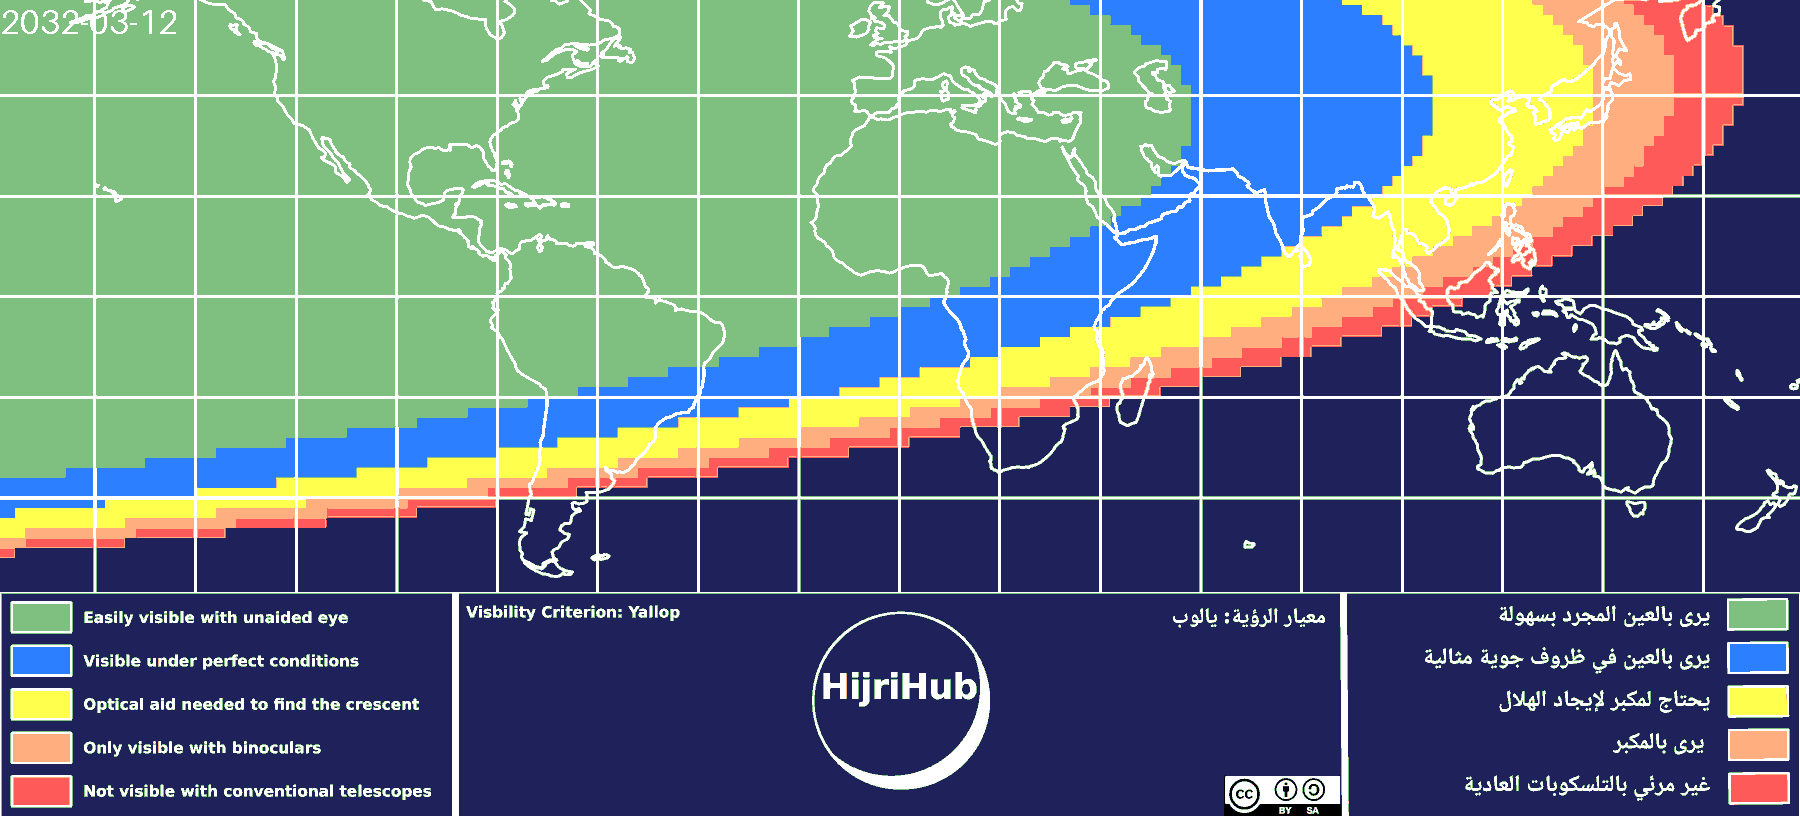 2032-03-12
Easily visible with unaided eye
Visible under perfect conditions
Optical aid needed to find the crescent
Only visible with binoculars
Not visible with conventional telescopes
Visbility Criterion: Yallop
معيار الرؤية: يالوب
HijriHub
cc
BY SA
يرى بالعين المجرد بسهولة
يرى بالعين في ظروف جوية مثالية
يحتاج لمكبر لإيجاد الهلال
يرى بالمكبر
غير مرئي بالتلسكوبات العادية